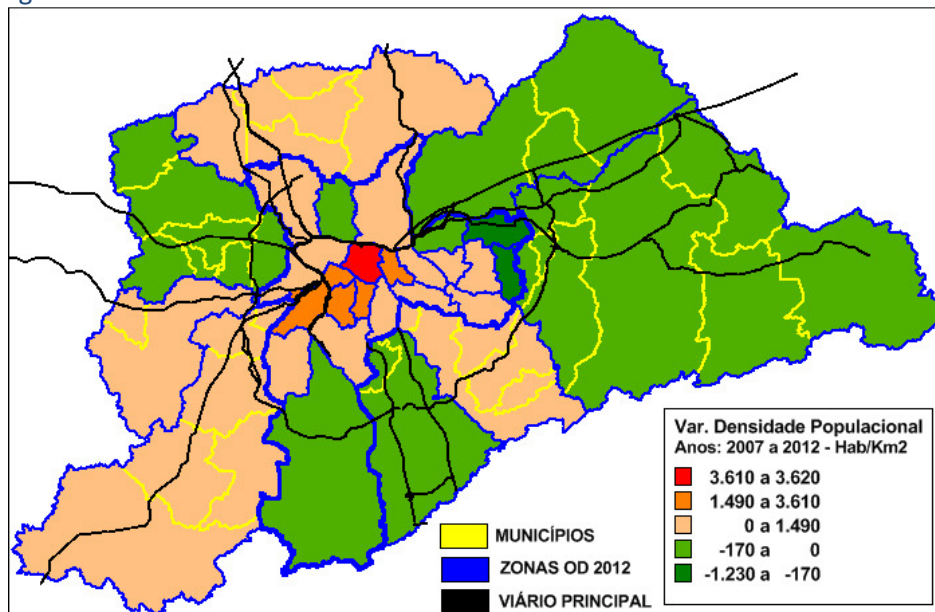 Var. Densidade Populacional
Anos: 2007 a 2012 - Hab/Km2
3.610 a 3.620
1.490 a 3.610
0 a 1.490
-170 a 0
-1.230 a -170
MUNICÍPIOS
ZONAS OD 2012
VIÁRIO PRINCIPAL